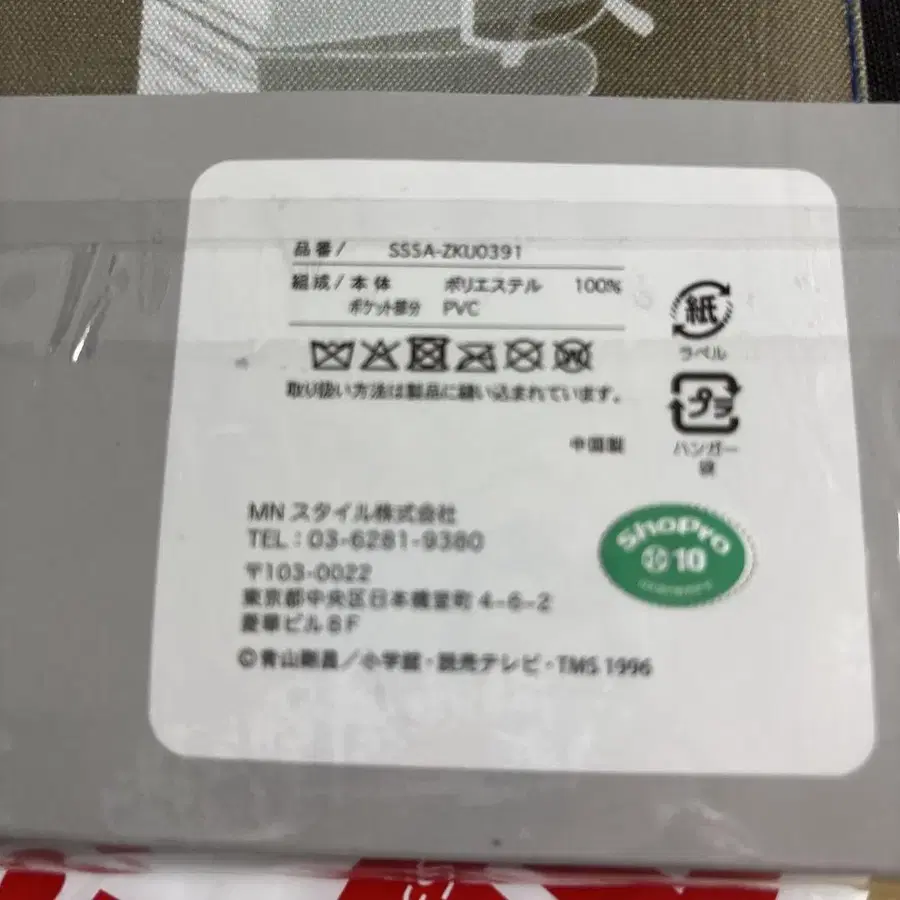 品番/ SSSA-ZKU0391
組成/本体 ポリエステル 100%
ポケット部分 PVC
取り扱い方法は製品に縫い込まれています。
中国製
紙
ラベル
プラ
ハンガー
袋
MNスタイル株式会社
TEL:03-6281-9380
〒103-0022
東京都中央区日本橋室町4-6-2
菱華ビル8F
ShoPro
10
©青山剛昌/小学館・読売テレビ・TMS 1996